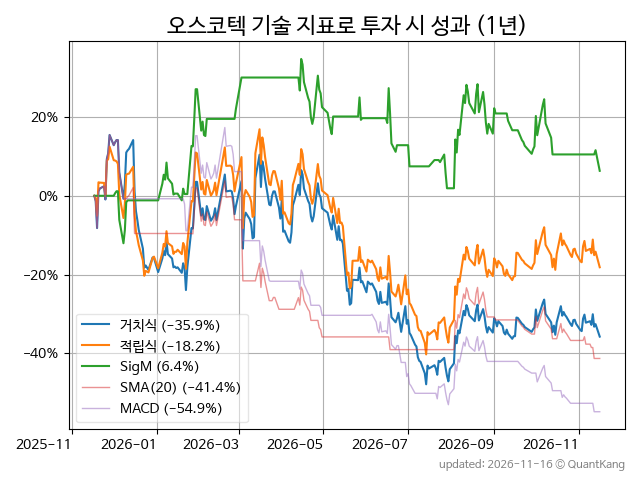 오스코텍 기술 지표로 투자 시 성과 (1년)
20%
0%
−20%
−40%
거치식 (−35.9%)
적립식 (−18.2%)
SigM (6.4%)
SMA(20) (−41.4%)
MACD (−54.9%)
2025-11 2026-01 2026-03 2026-05 2026-07 2026-09 2026-11
updated: 2026-11-16 © QuantKang